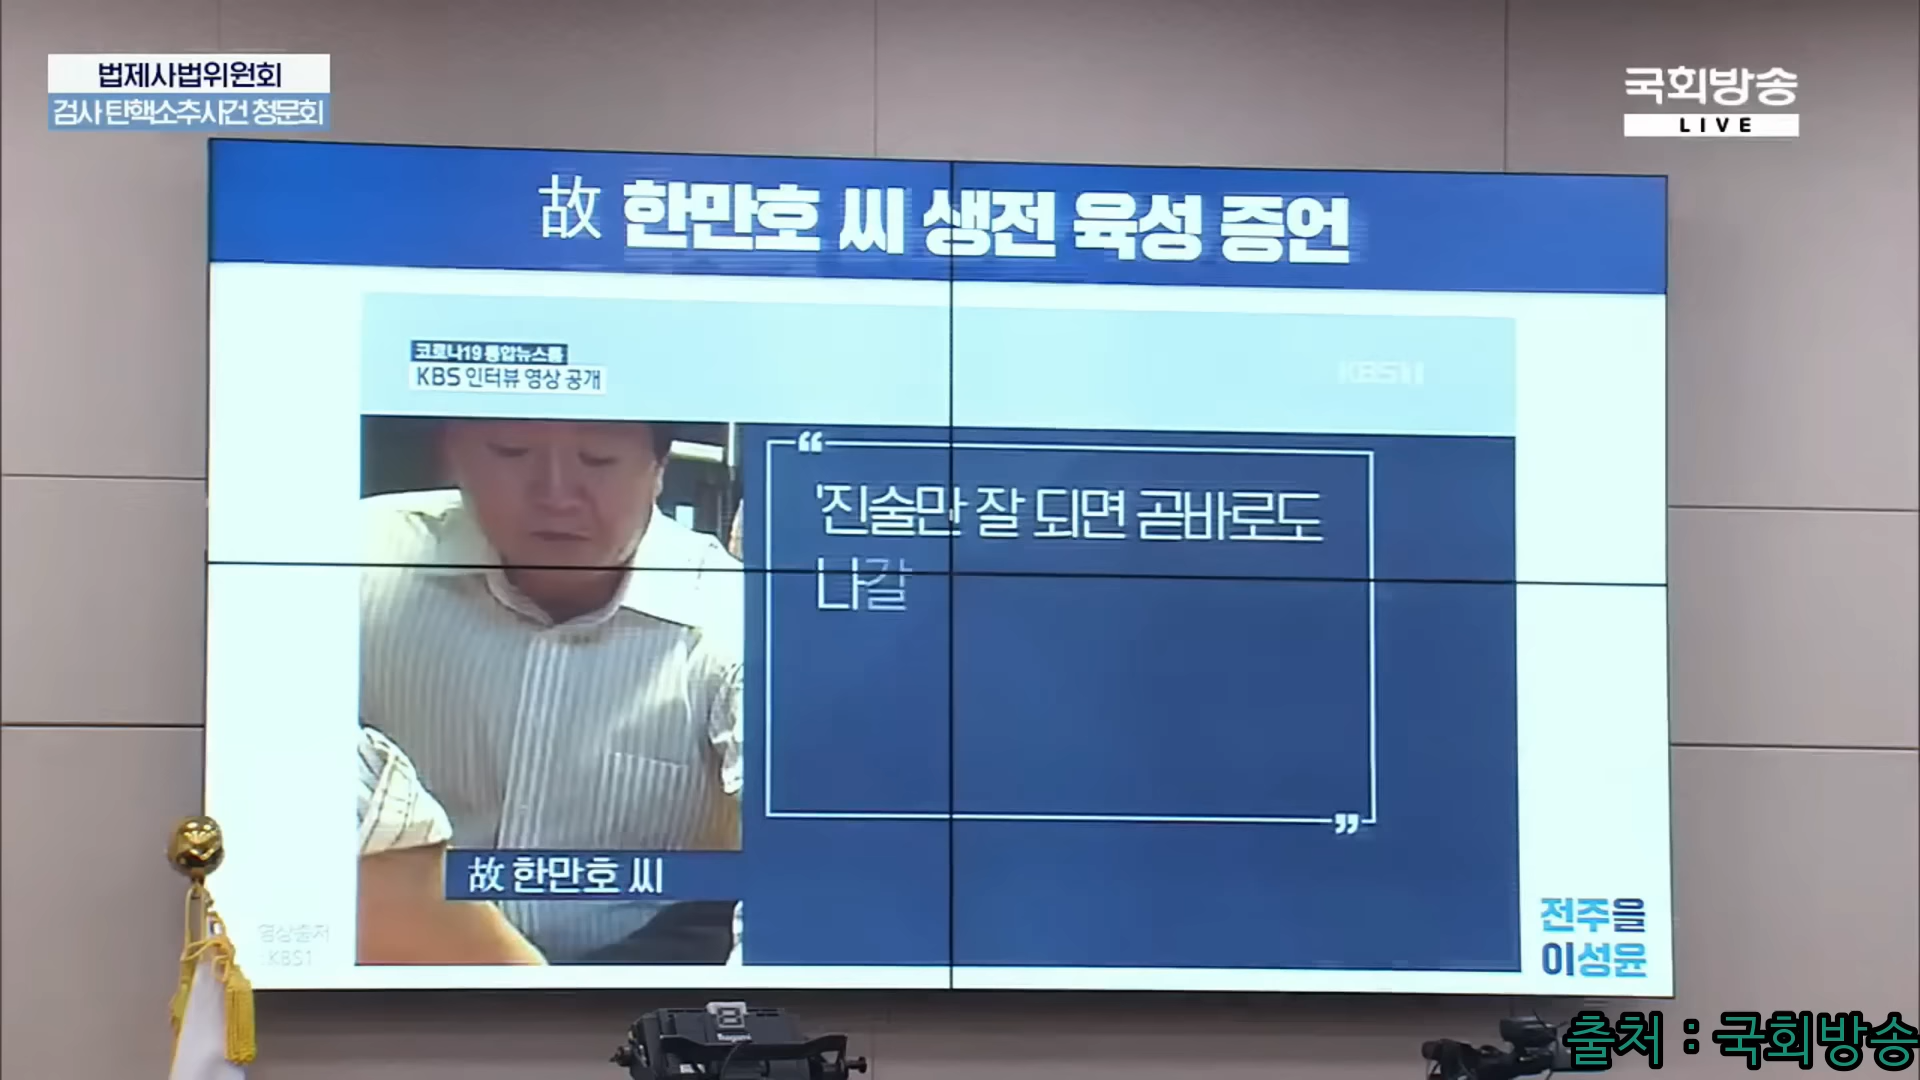 법제사법위원회
검사 탄핵소추사건 청문회
국회방송
LIVE
故 한만호 씨 생전 육성 증언
코로나19 통합뉴스룸
KBS 인터뷰 영상 공개
KBS1
“
'진술만 잘 되면 곧바로도
나갈
”
故 한만호 씨
영상출처
:KBS1
전주을
이성윤
8
Ikegami
출처 : 국회방송